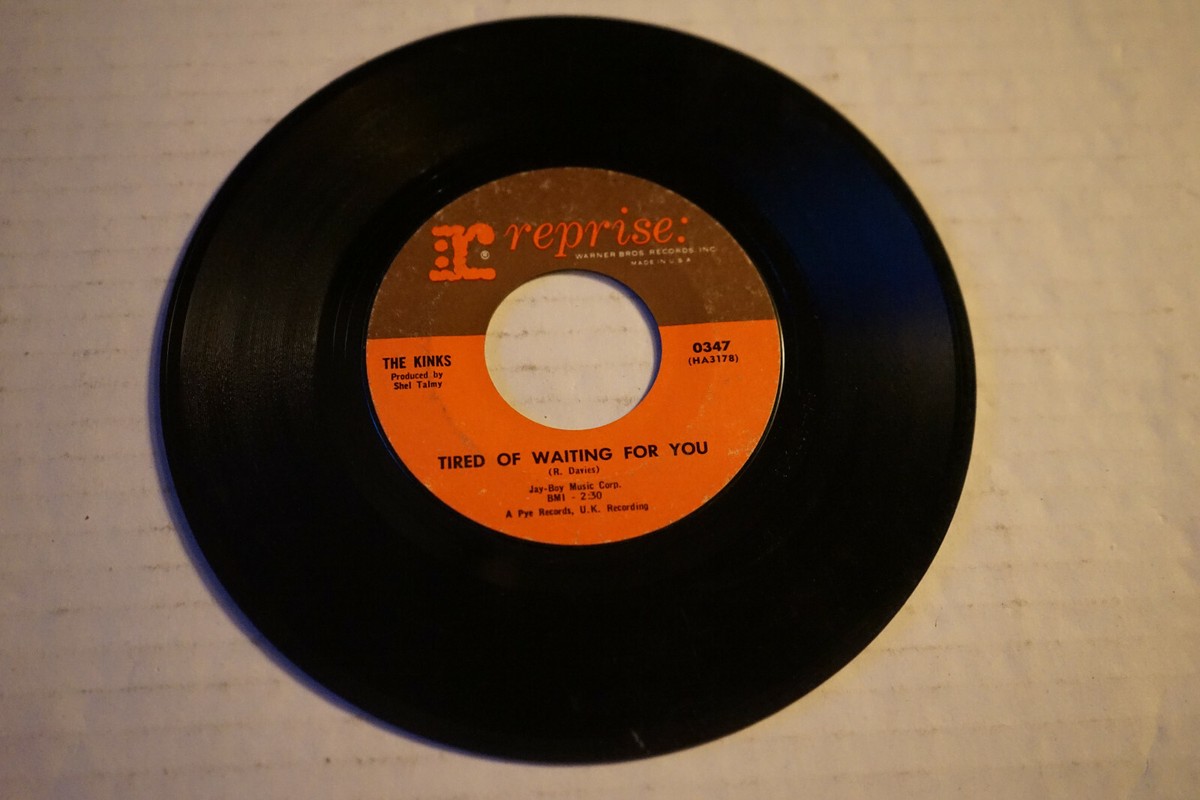 r® reprise:
WARNER BROS. RECORDS, INC.
MADE IN U.S.A.
THE KINKS
Produced by
Shel Talmy
0347
(HA3178)
TIRED OF WAITING FOR YOU
(R. Davies)
Jay-Boy Music Corp.
BMI - 2:30
A Pye Records, U.K. Recording